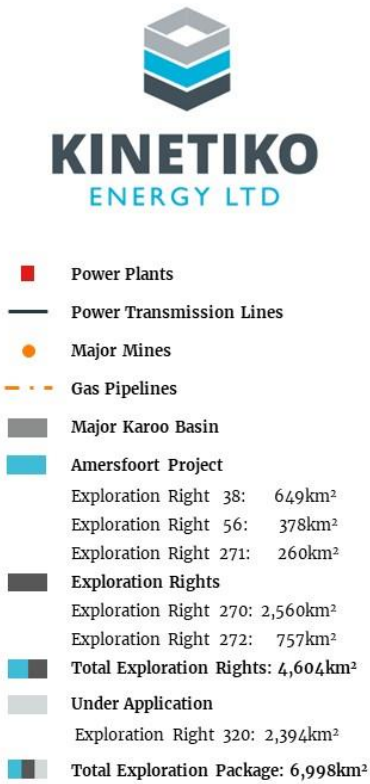 KINETIKO
ENERGY LTD
Power Plants
Power Transmission Lines
Major Mines
Gas Pipelines
Major Karoo Basin
Amersfoort Project
Exploration Right 38: 649km²
Exploration Right 56: 378km²
Exploration Right 271: 260km²
Exploration Rights
Exploration Right 270: 2,560km²
Exploration Right 272: 757km²
Total Exploration Rights: 4,604km²
Under Application
Exploration Right 320: 2,394km²
Total Exploration Package: 6,998km²